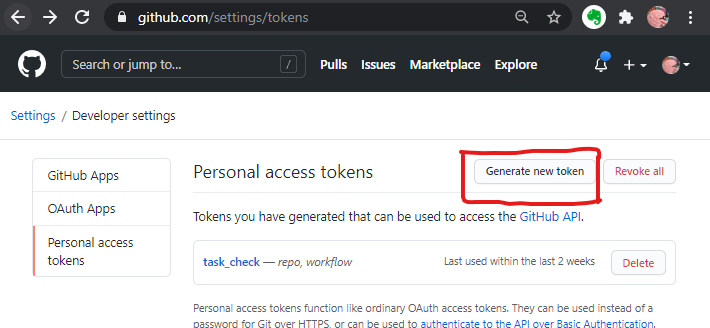 github.com/settings/tokens
Search or jump to... /
Pulls Issues Marketplace Explore
Settings / Developer settings
GitHub Apps
OAuth Apps
Personal access
tokens
Personal access tokens
Generate new token
Revoke all
Tokens you have generated that can be used to access the GitHub API.
task_check — repo, workflow
Last used within the last 2 weeks
Delete
Personal access tokens function like ordinary OAuth access tokens. They can be used instead of a
password for Git over HTTPS, or can be used to authenticate to the API over Basic Authentication.